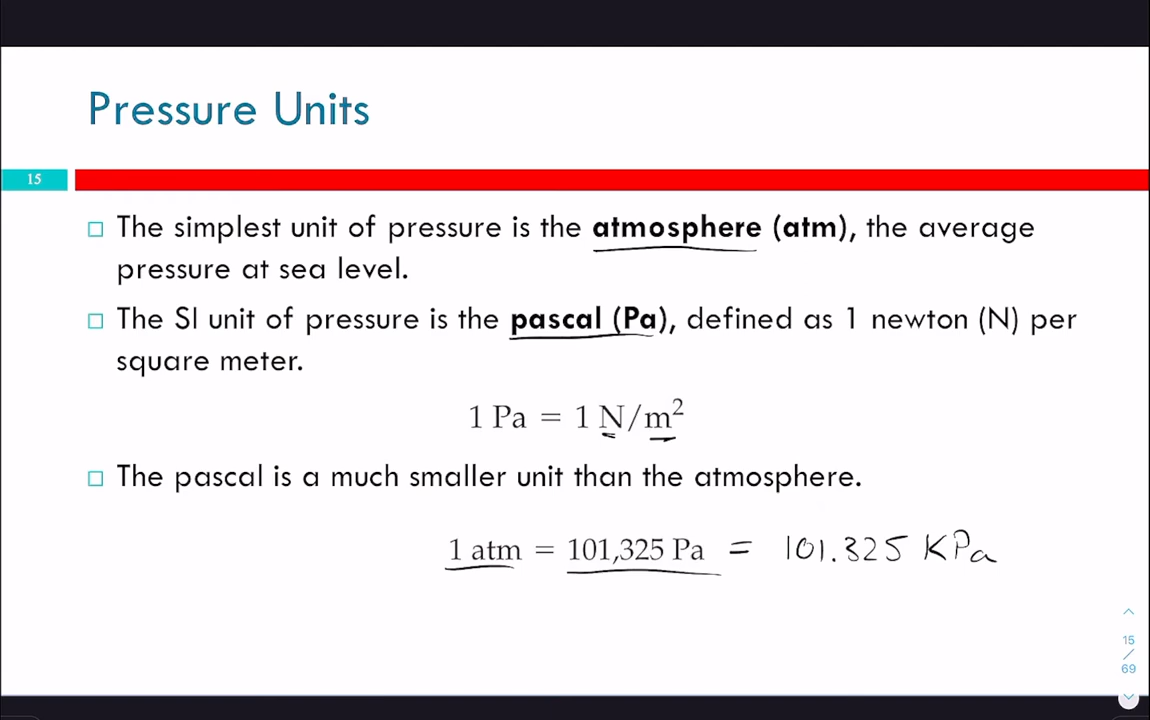 Pressure Units
15
□ The simplest unit of pressure is the atmosphere (atm), the average
pressure at sea level.
□ The SI unit of pressure is the pascal (Pa), defined as 1 newton (N) per
square meter.
1 Pa = 1 N/m²
□ The pascal is a much smaller unit than the atmosphere.
1 atm = 101,325 Pa = 101.325 KPa
15
/
69